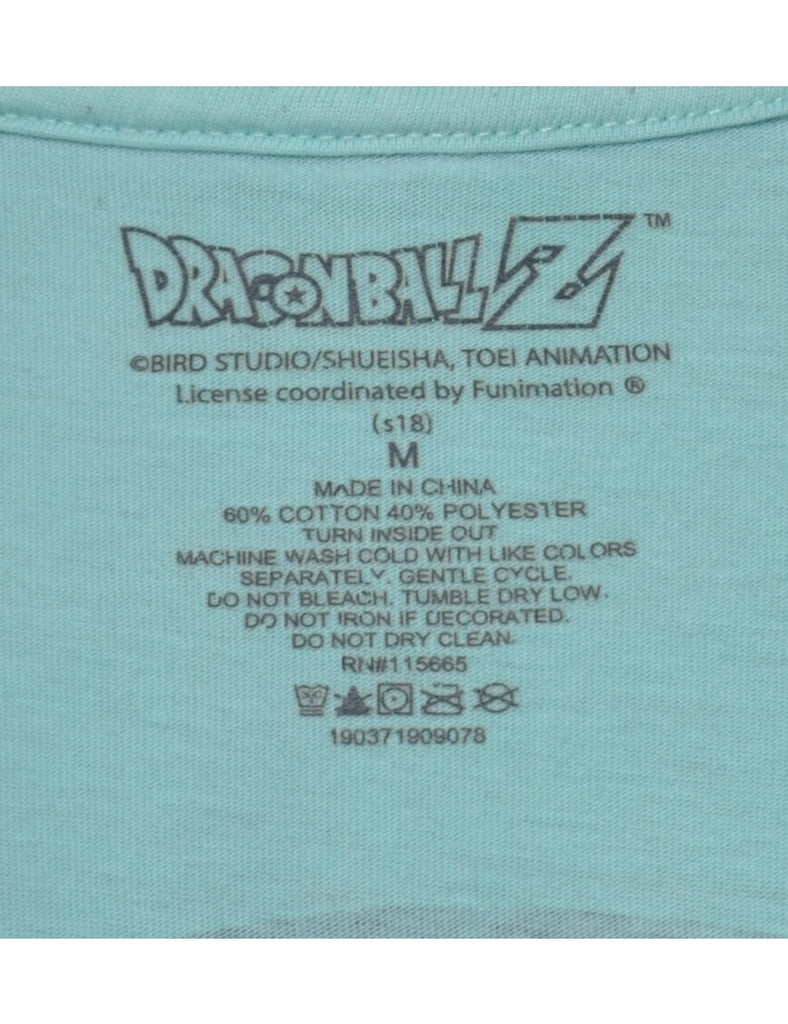 DRAGONBALL Z ™
©BIRD STUDIO/SHUEISHA, TOEI ANIMATION
License coordinated by Funimation ®
(s18)
M
MADE IN CHINA
60% COTTON 40% POLYESTER
TURN INSIDE OUT
MACHINE WASH COLD WITH LIKE COLORS
SEPARATELY. GENTLE CYCLE.
DO NOT BLEACH. TUMBLE DRY LOW.
DO NOT IRON IF DECORATED.
DO NOT DRY CLEAN.
RN#115665
190371909078